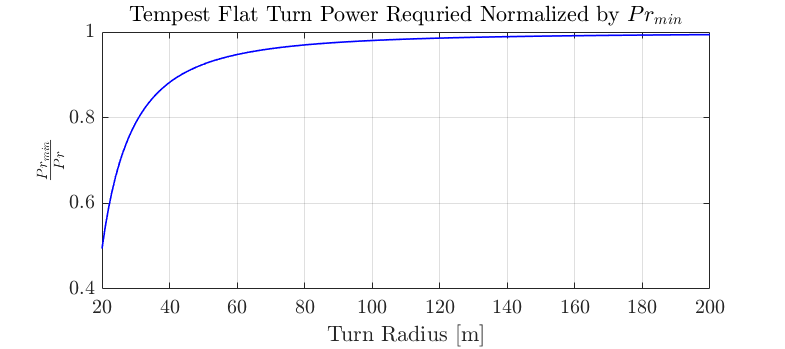 Tempest Flat Turn Power Requried Normalized by Pr_min
1
0.8
0.6
0.4
Pr_min
Pr
20 40 60 80 100 120 140 160 180 200
Turn Radius [m]